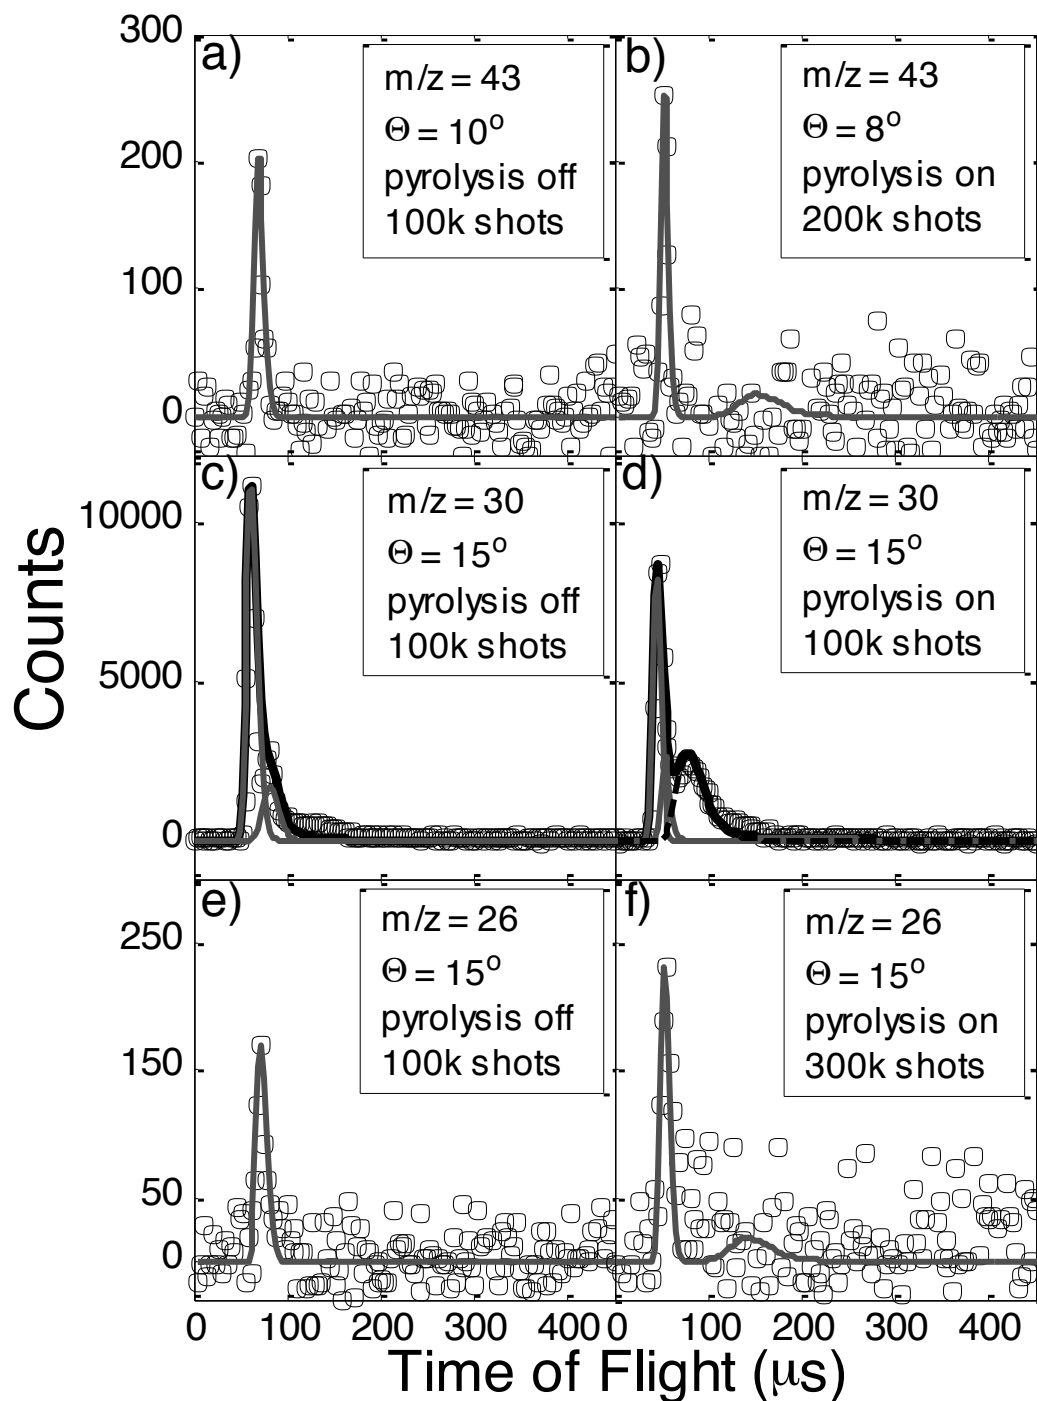 300
200
100
0
a)
m/z = 43
Θ = 10°
pyrolysis off
100k shots
b)
m/z = 43
Θ = 8°
pyrolysis on
200k shots
Counts
10000
5000
0
c)
m/z = 30
Θ = 15°
pyrolysis off
100k shots
d)
m/z = 30
Θ = 15°
pyrolysis on
100k shots
250
150
50
0
e)
m/z = 26
Θ = 15°
pyrolysis off
100k shots
f)
m/z = 26
Θ = 15°
pyrolysis on
300k shots
0 100 200 300 400 0 100 200 300 400
Time of Flight (μs)